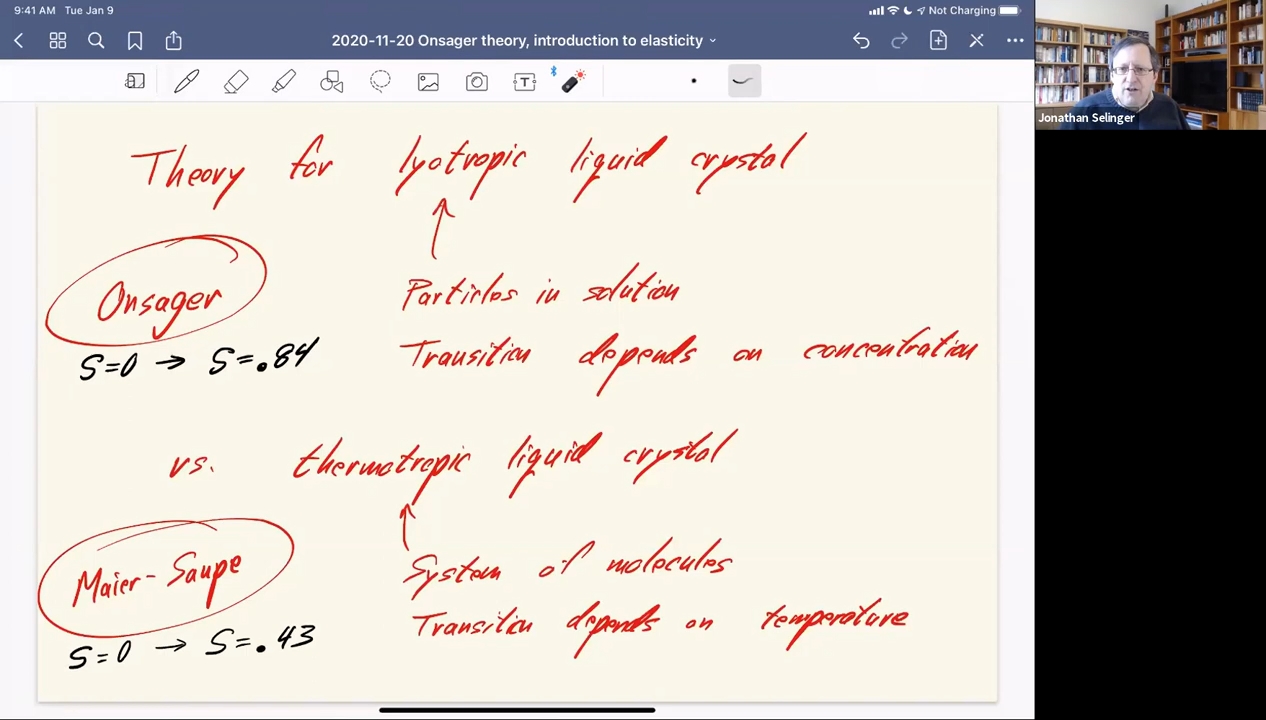 9:41 AM Tue Jan 9
Not Charging
2020-11-20 Onsager theory, introduction to elasticity
T
Jonathan Selinger
Theory for lyotropic liquid crystal
Onsager
Particles in solution
S=0 → S=.84
Transition depends on concentration
vs. thermotropic liquid crystal
Maier-Saupe
System of molecules
Transition depends on temperature
S=0 → S=.43